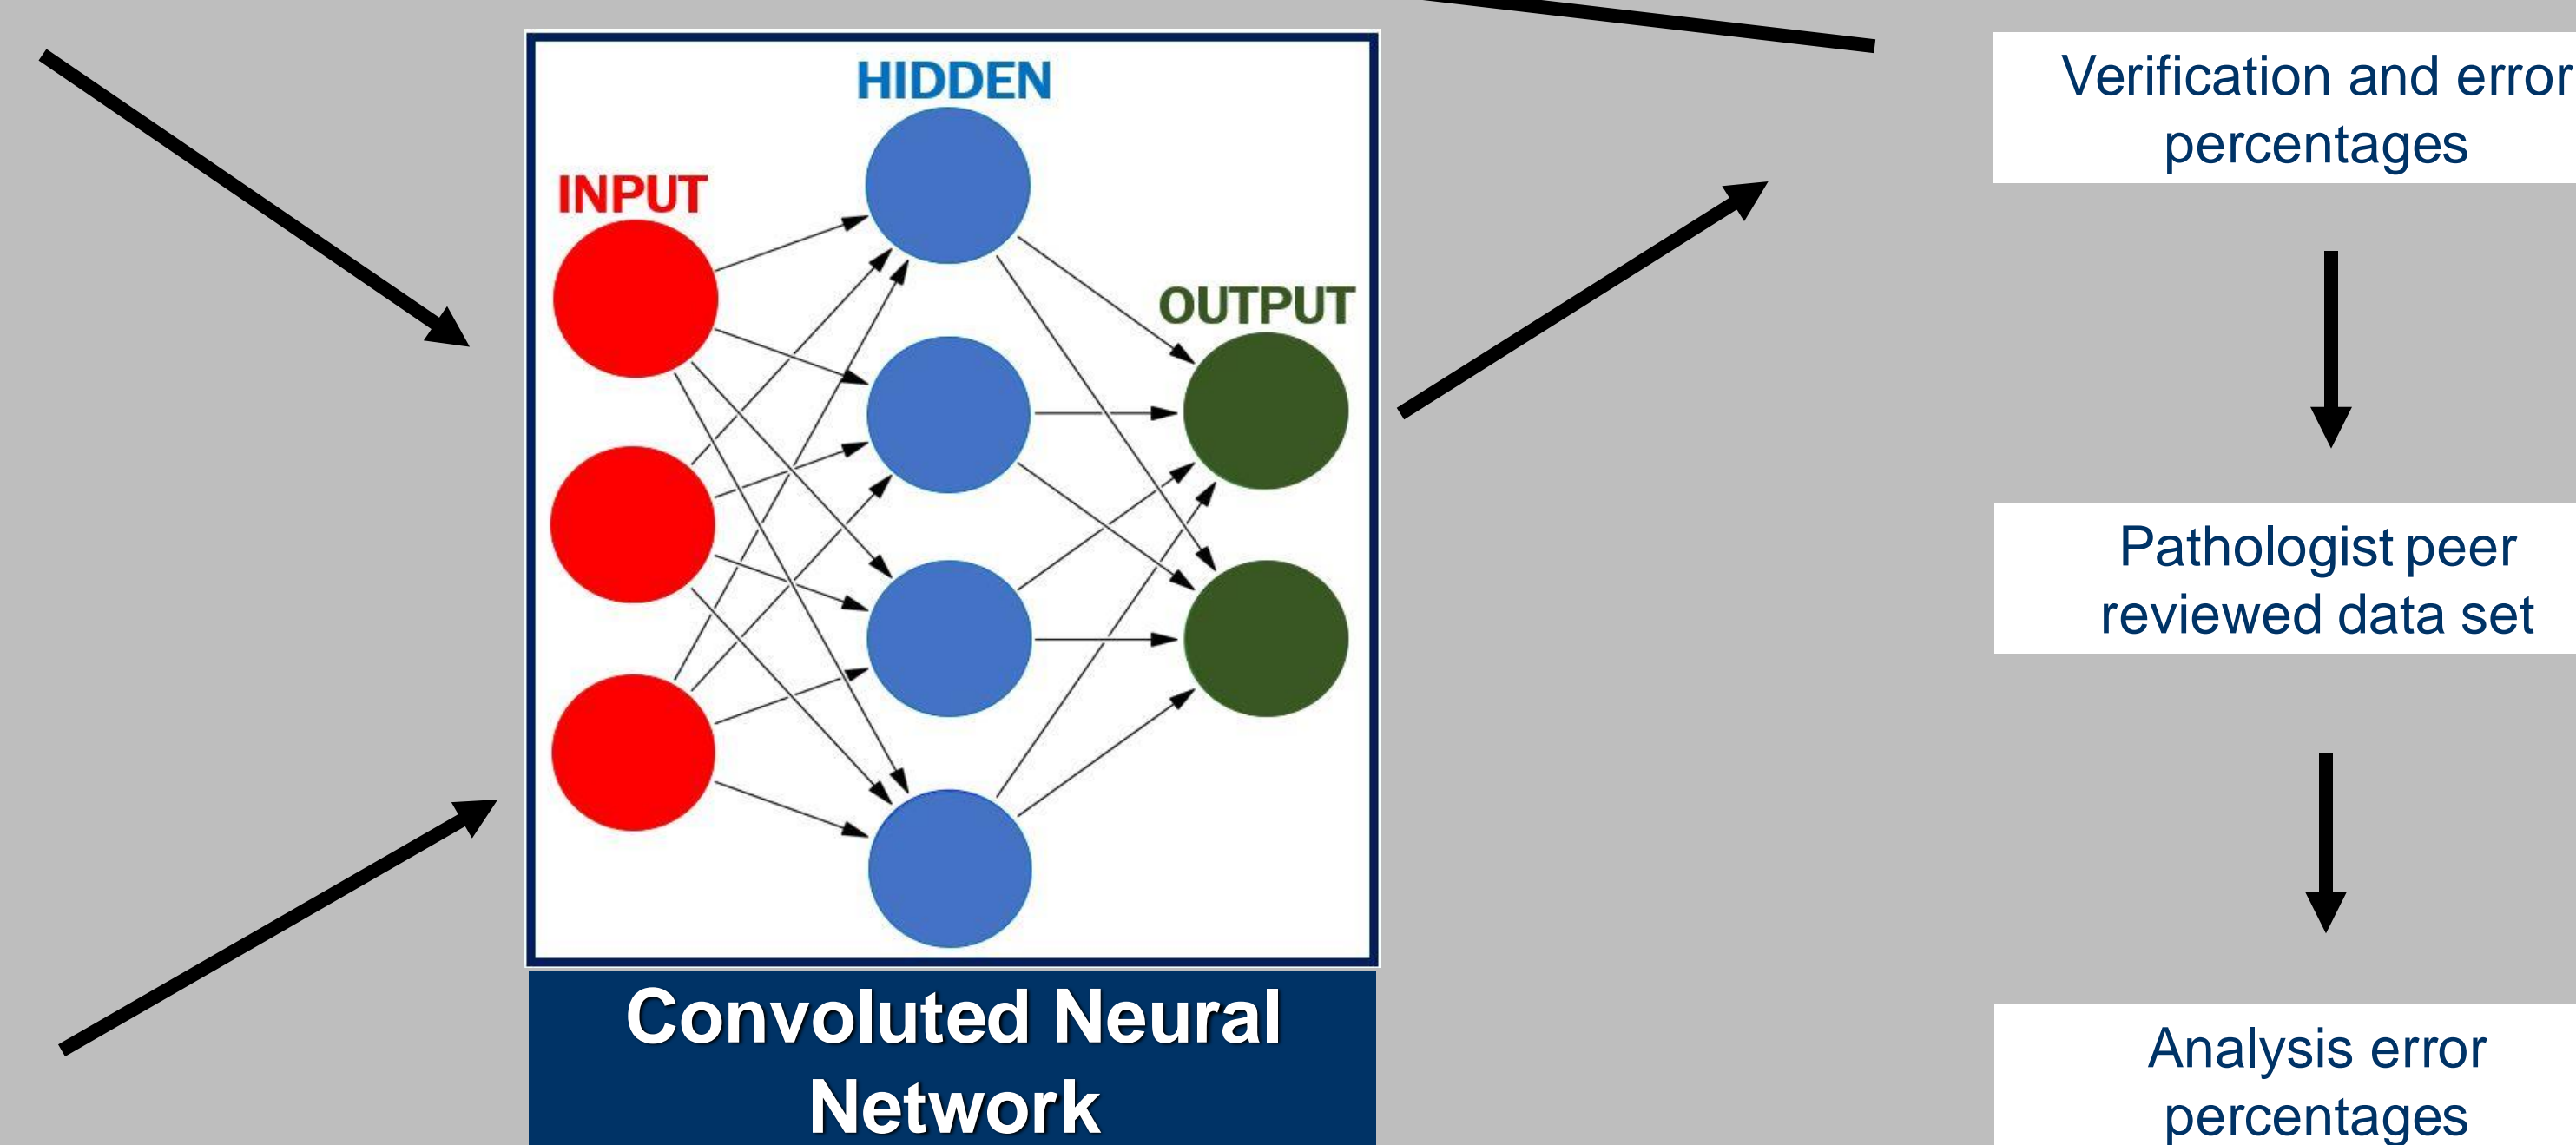 HIDDEN
INPUT
OUTPUT
Convoluted Neural
Network
Verification and error
percentages
Pathologist peer
reviewed data set
Analysis error
percentages